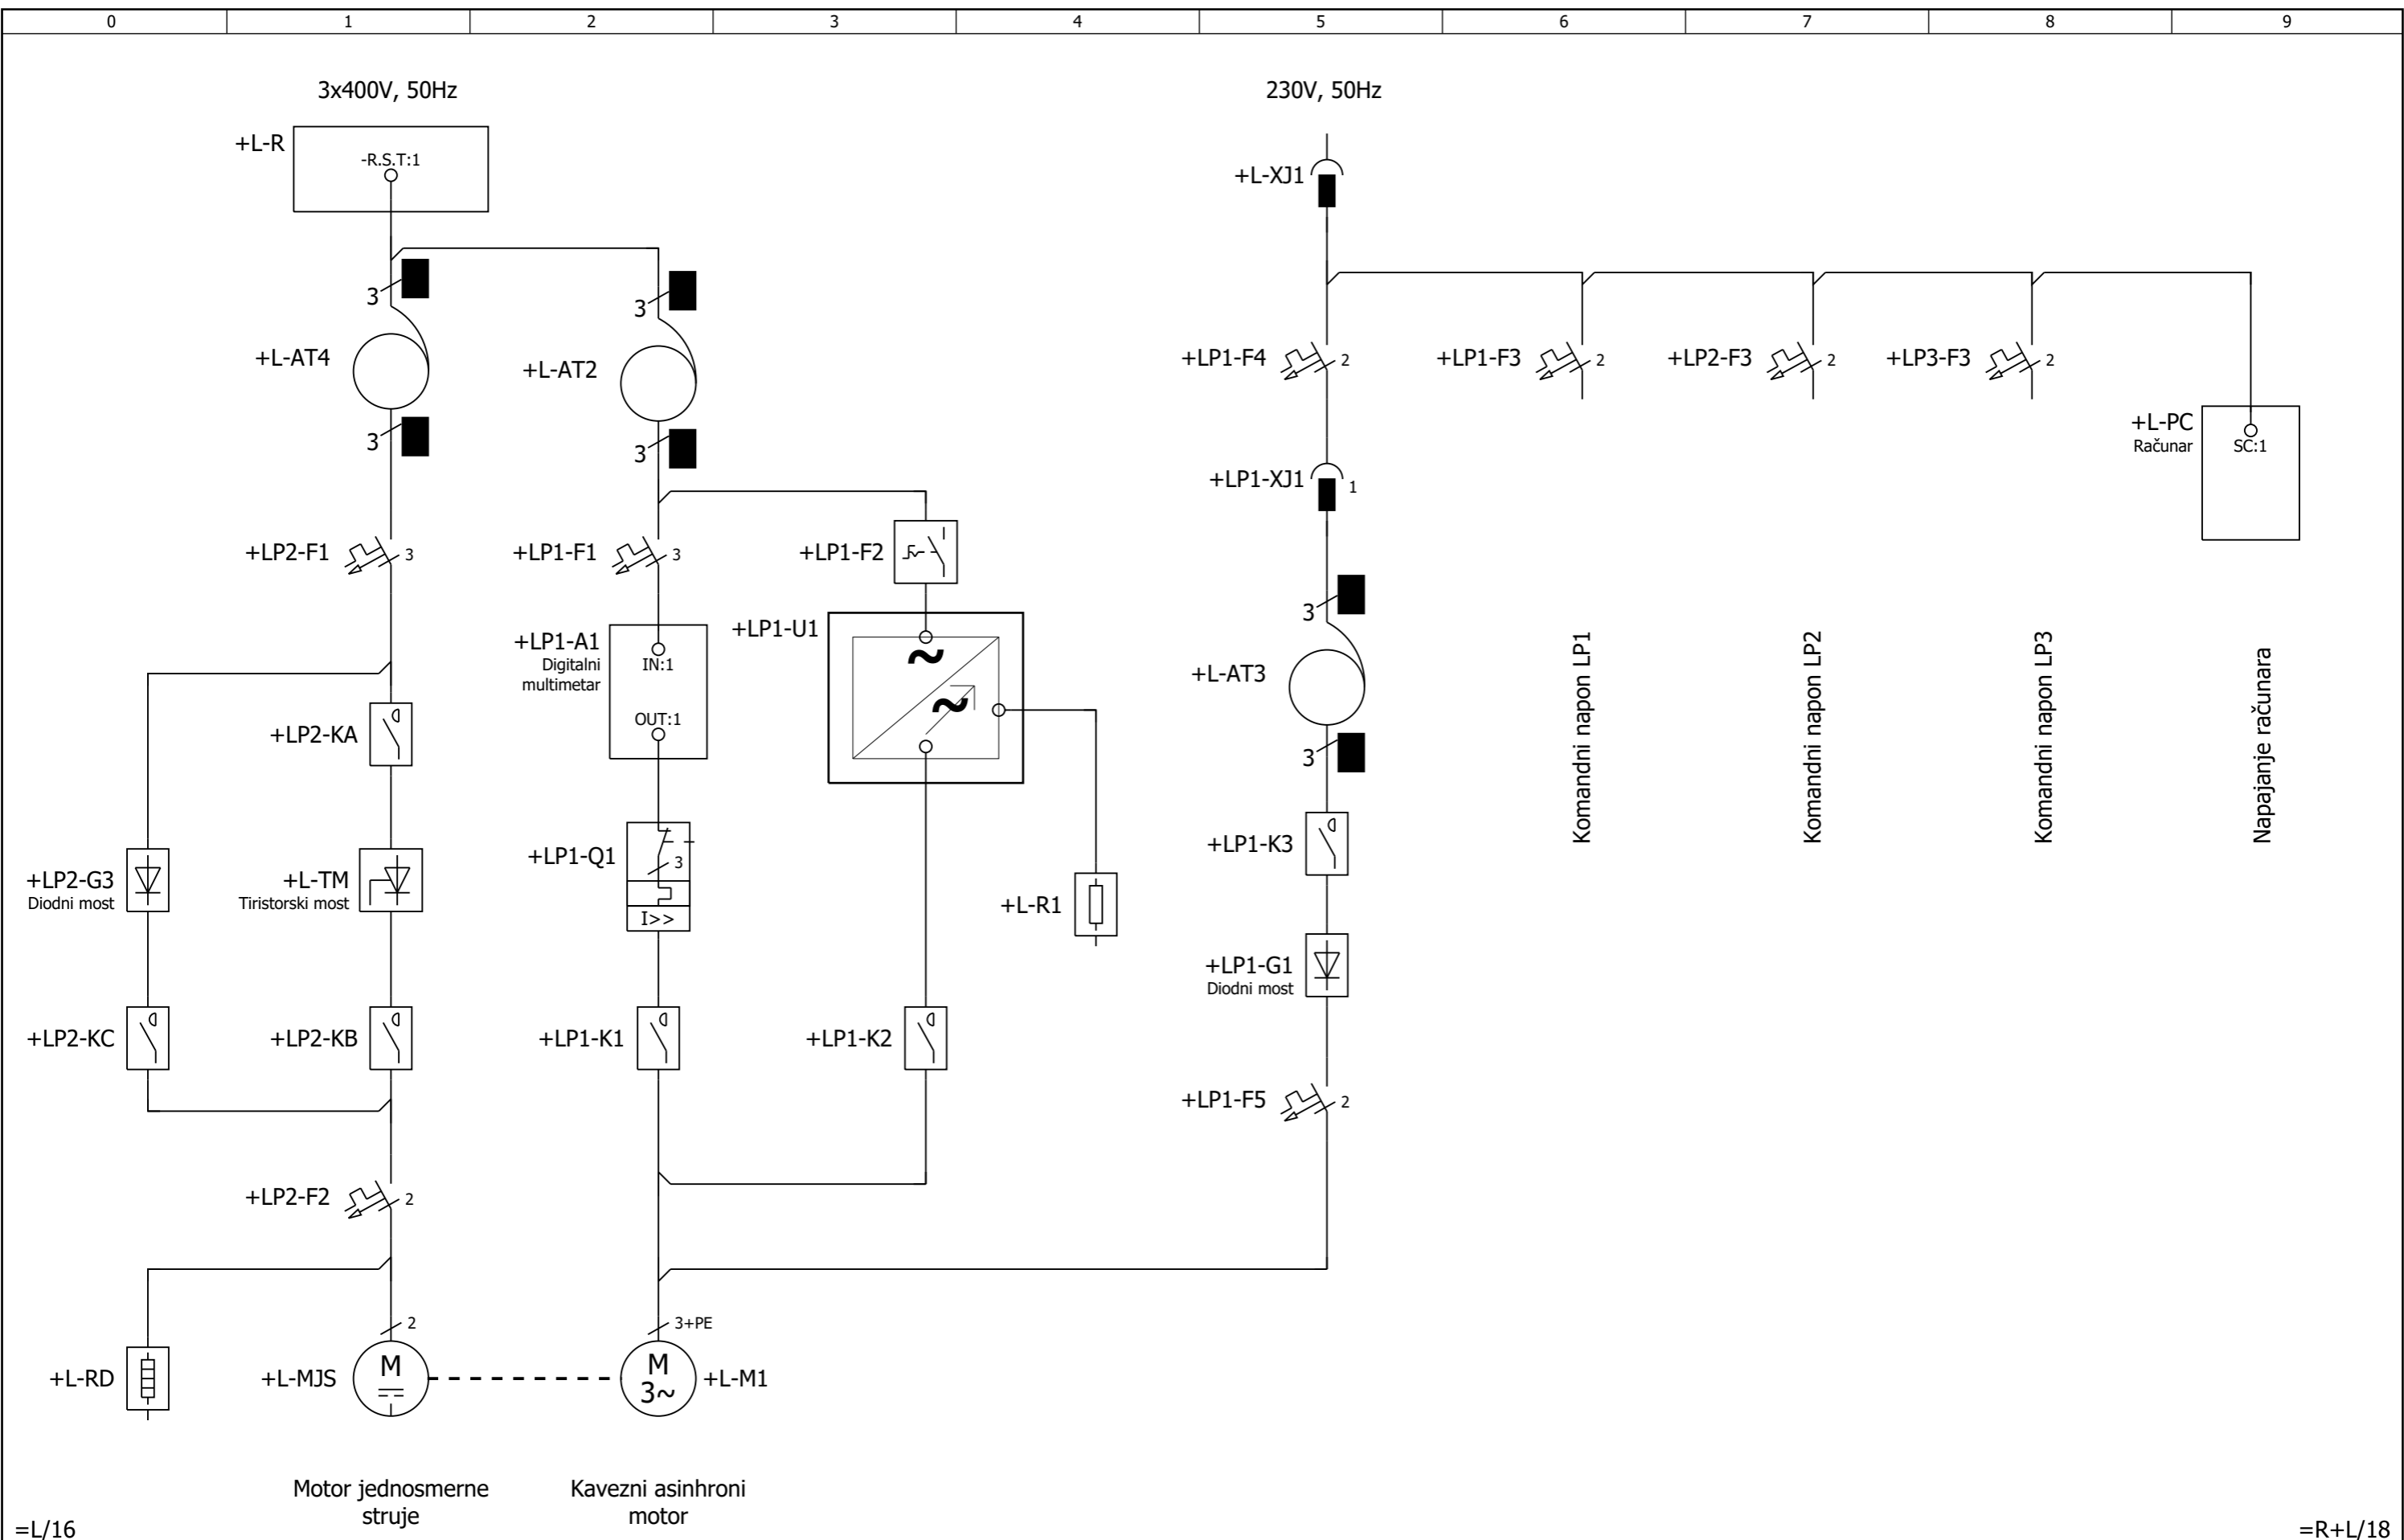 0 1 2 3 4 5 6 7 8 9
3x400V, 50Hz
230V, 50Hz
+L-R
-R.S.T:1
+L-XJ1
3
3
+L-AT4
+L-AT2
3
3
+LP1-F4
2
+LP1-F3
2
+LP2-F3
2
+LP3-F3
2
+L-PC
Računar
SC:1
+LP1-XJ1
1
+LP2-F1
3
+LP1-F1
3
+LP1-F2
+LP1-U1
~
~
+LP1-A1
Digitalni
multimetar
IN:1
OUT:1
3
+L-AT3
3
Komandni napon LP1
Komandni napon LP2
Komandni napon LP3
Napajanje računara
+LP2-KA
+LP1-Q1
3
I>>
+LP1-K3
+LP2-G3
Diodni most
+L-TM
Tiristorski most
+L-R1
+LP1-G1
Diodni most
+LP2-KC
+LP2-KB
+LP1-K1
+LP1-K2
+LP1-F5
2
+LP2-F2
2
2
3+PE
+L-RD
+L-MJS
M
M
3~
+L-M1
Motor jednosmerne
struje
Kavezni asinhroni
motor
=L/16
=R+L/18